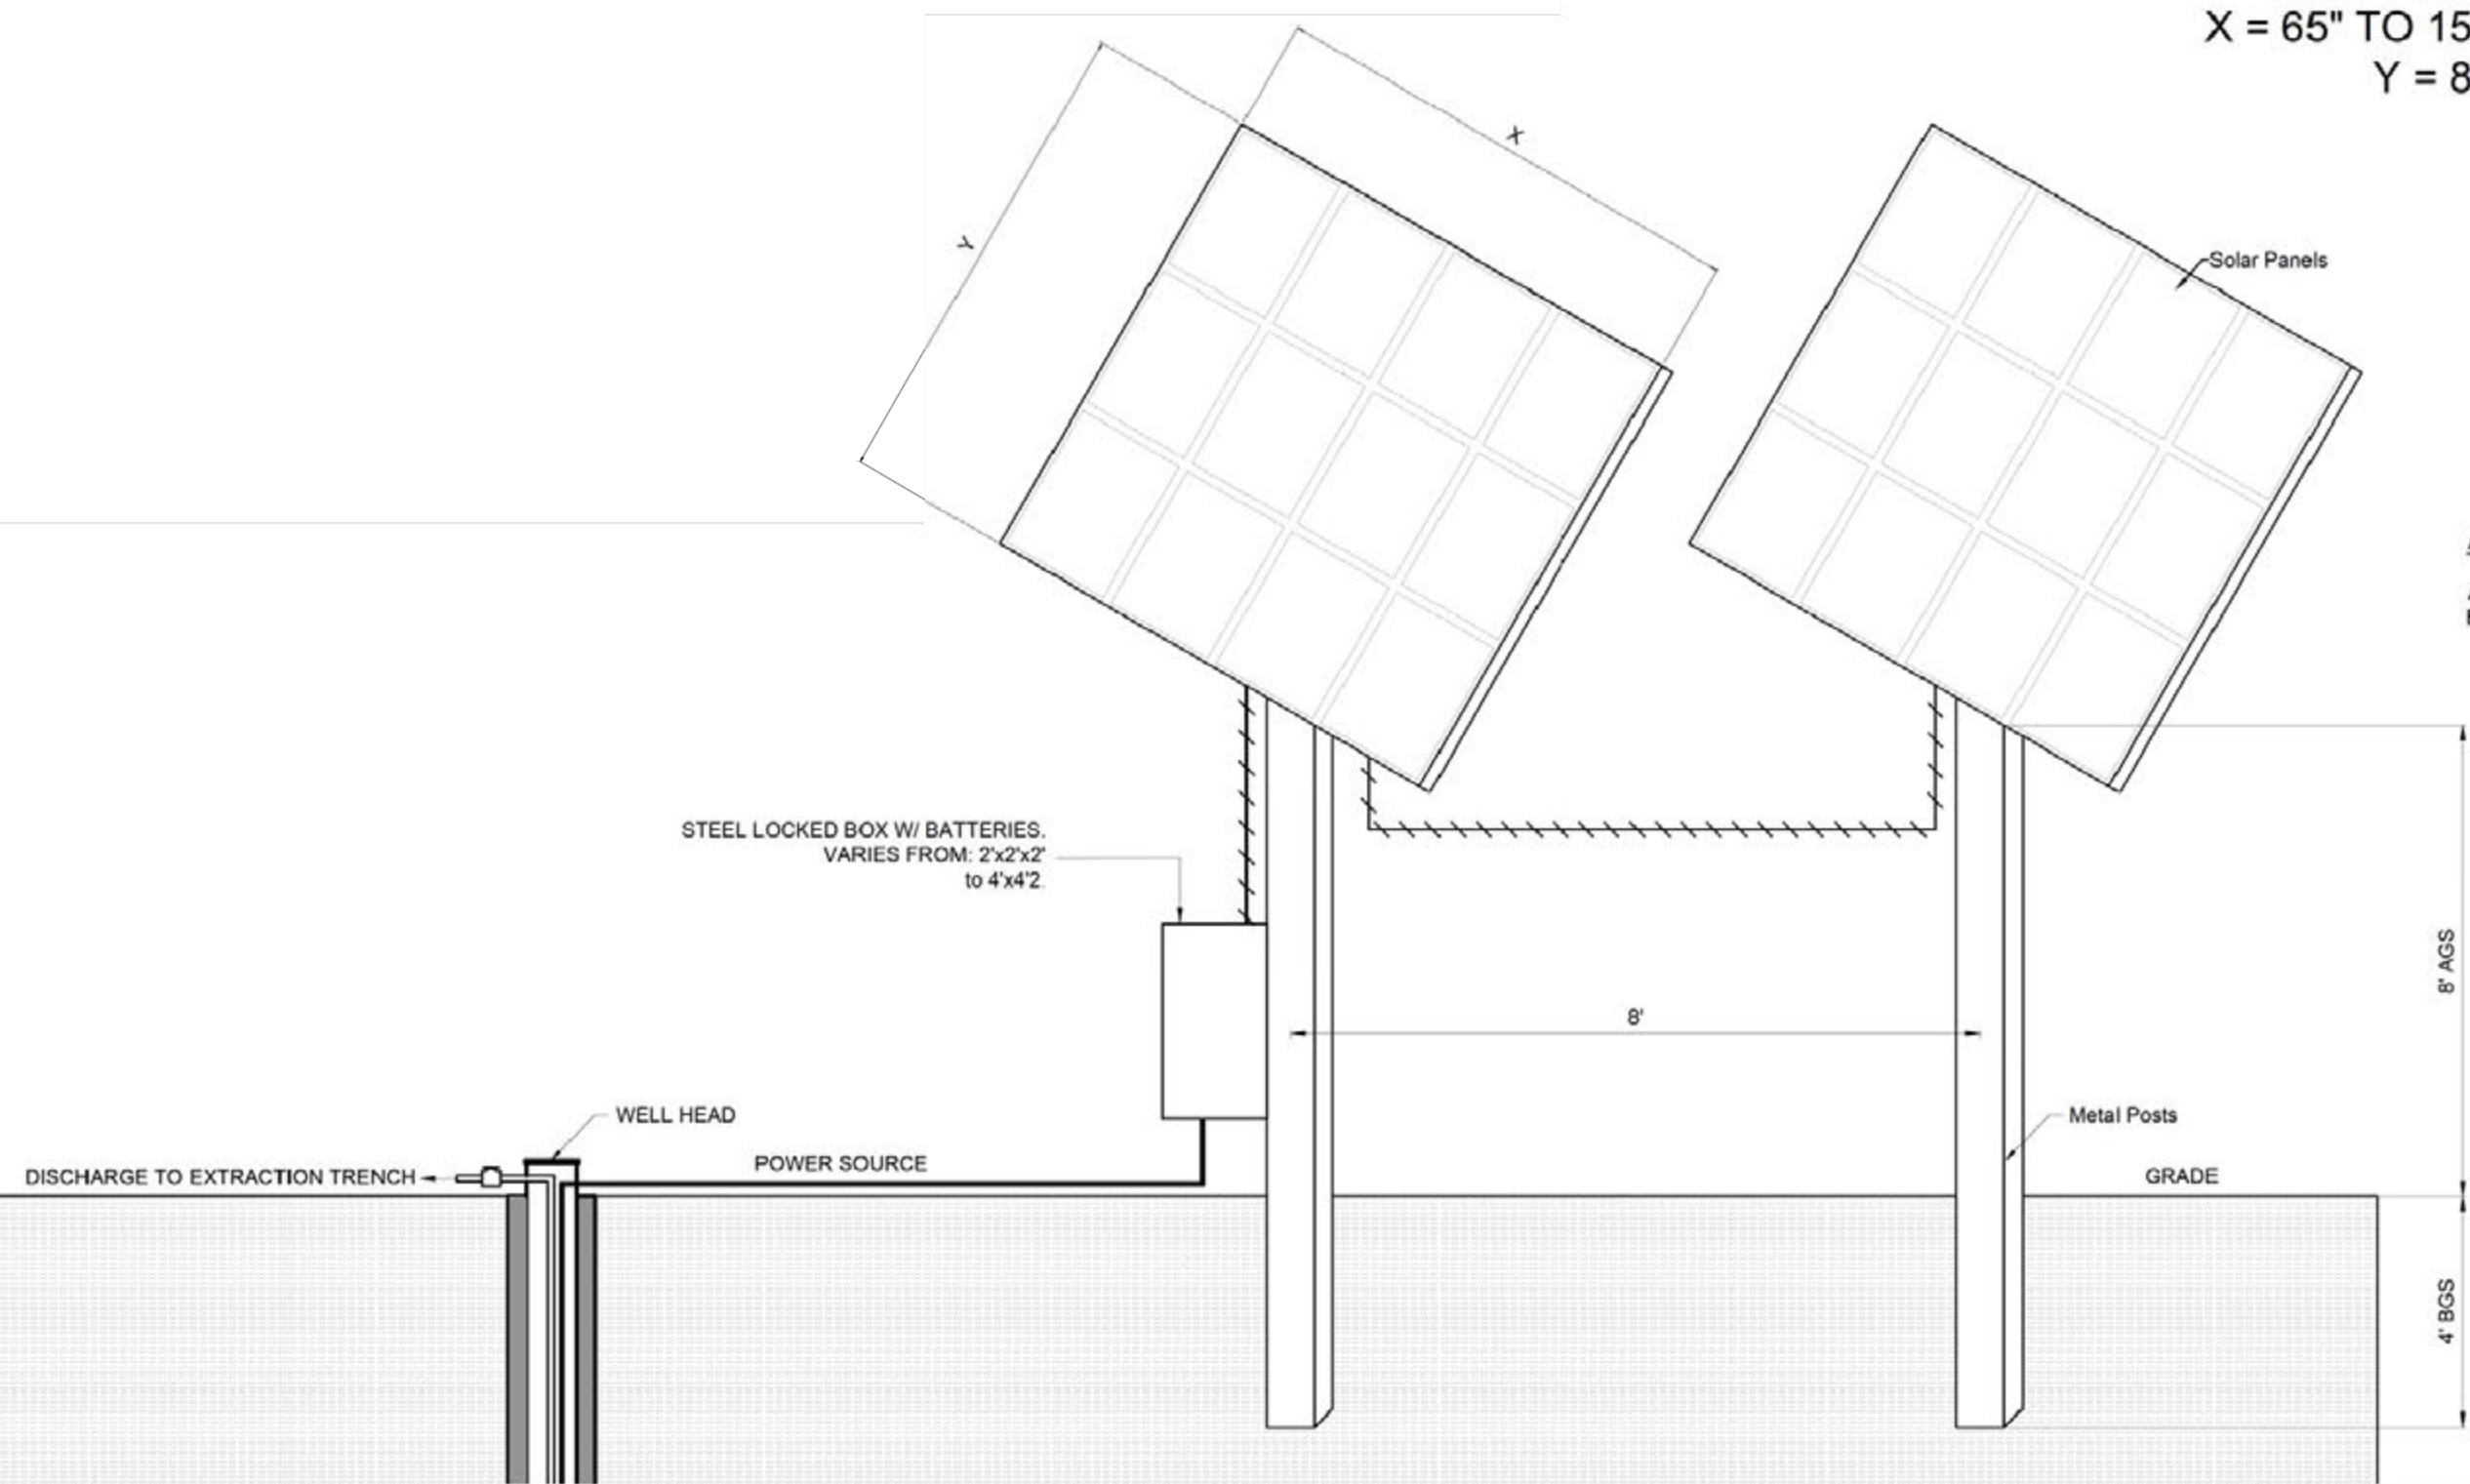 X = 65" TO 15
Y = 8
X
Y
Solar Panels
STEEL LOCKED BOX W/ BATTERIES.
VARIES FROM: 2'x2'x2'
to 4'x4'2.
8' AGS
8'
WELL HEAD
Metal Posts
POWER SOURCE
DISCHARGE TO EXTRACTION TRENCH
GRADE
4' BGS